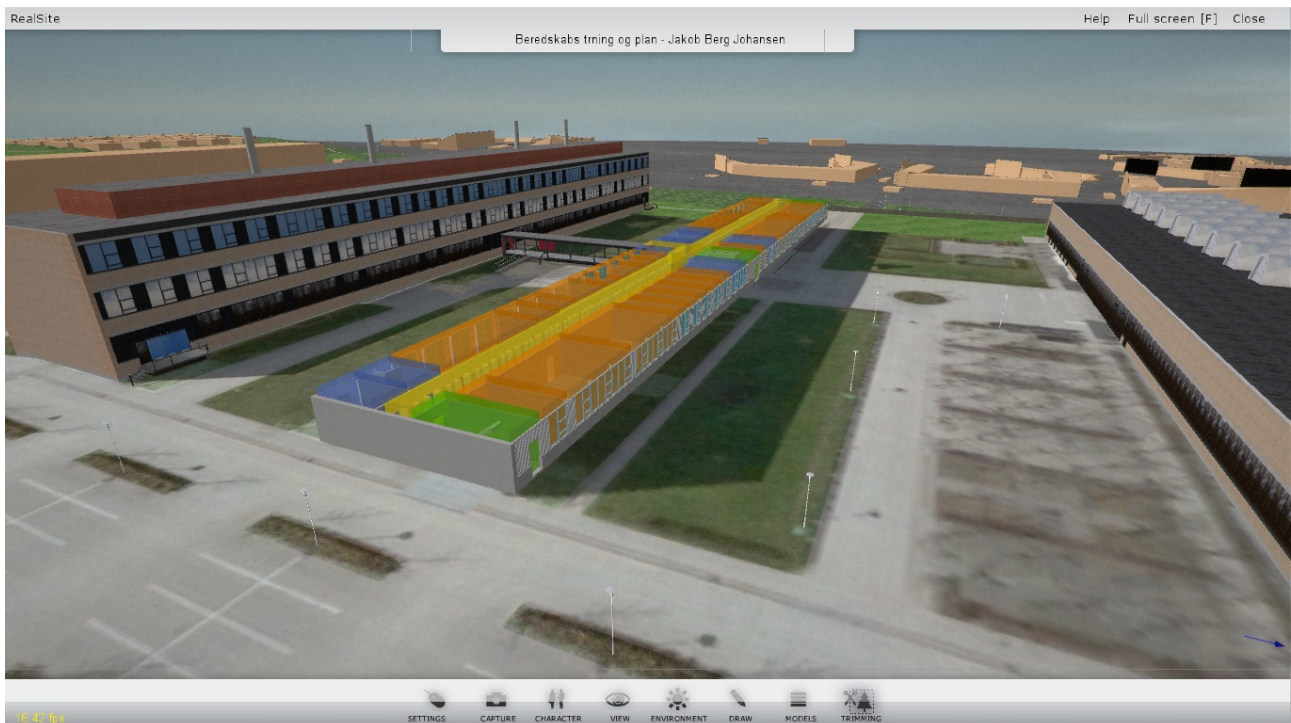 RealSite
Help Full screen [F] Close
Beredskabs trning og plan - Jakob Berg Johansen
16.42 fps
SETTINGS CAPTURE CHARACTER VIEW ENVIRONMENT DRAW MODELS TRIMMING